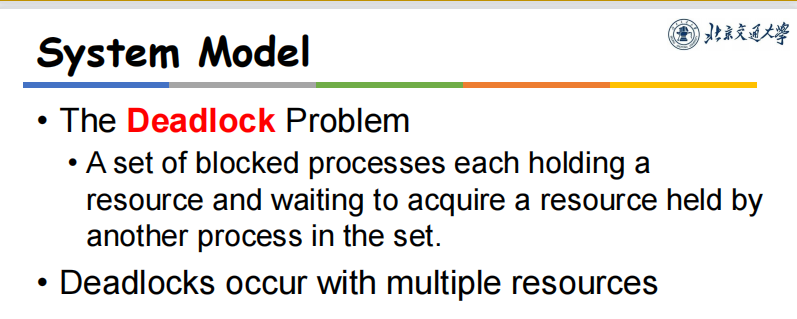 System Model
北京交通大学
• The Deadlock Problem
• A set of blocked processes each holding a
resource and waiting to acquire a resource held by
another process in the set.
• Deadlocks occur with multiple resources